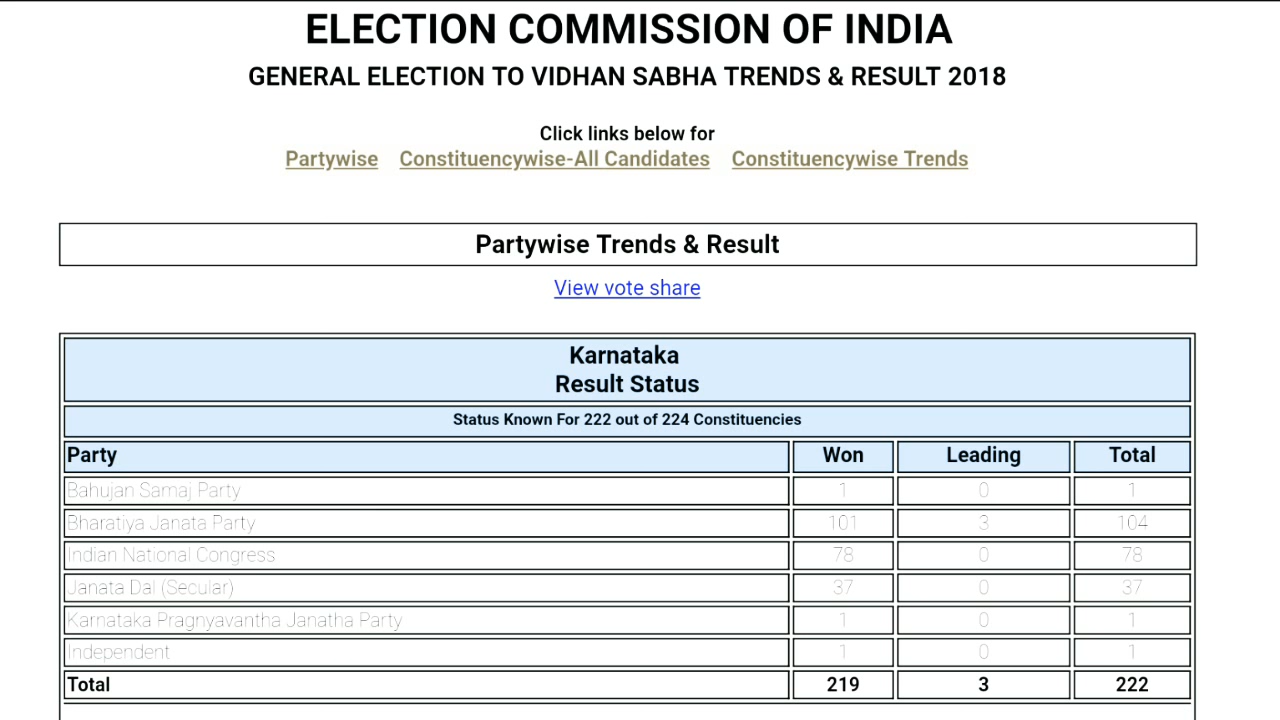 ELECTION COMMISSION OF INDIA
GENERAL ELECTION TO VIDHAN SABHA TRENDS & RESULT 2018
Click links below for
Partywise Constituencywise-All Candidates Constituencywise Trends
Partywise Trends & Result
View vote share
Karnataka
Result Status
Status Known For 222 out of 224 Constituencies
Party Won Leading Total
Bahujan Samaj Party 1 0 1
Bharatiya Janata Party 101 3 104
Indian National Congress 78 0 78
Janata Dal (Secular) 37 0 37
Karnataka Pragnyavantha Janatha Party 1 0 1
Independent 1 0 1
Total 219 3 222